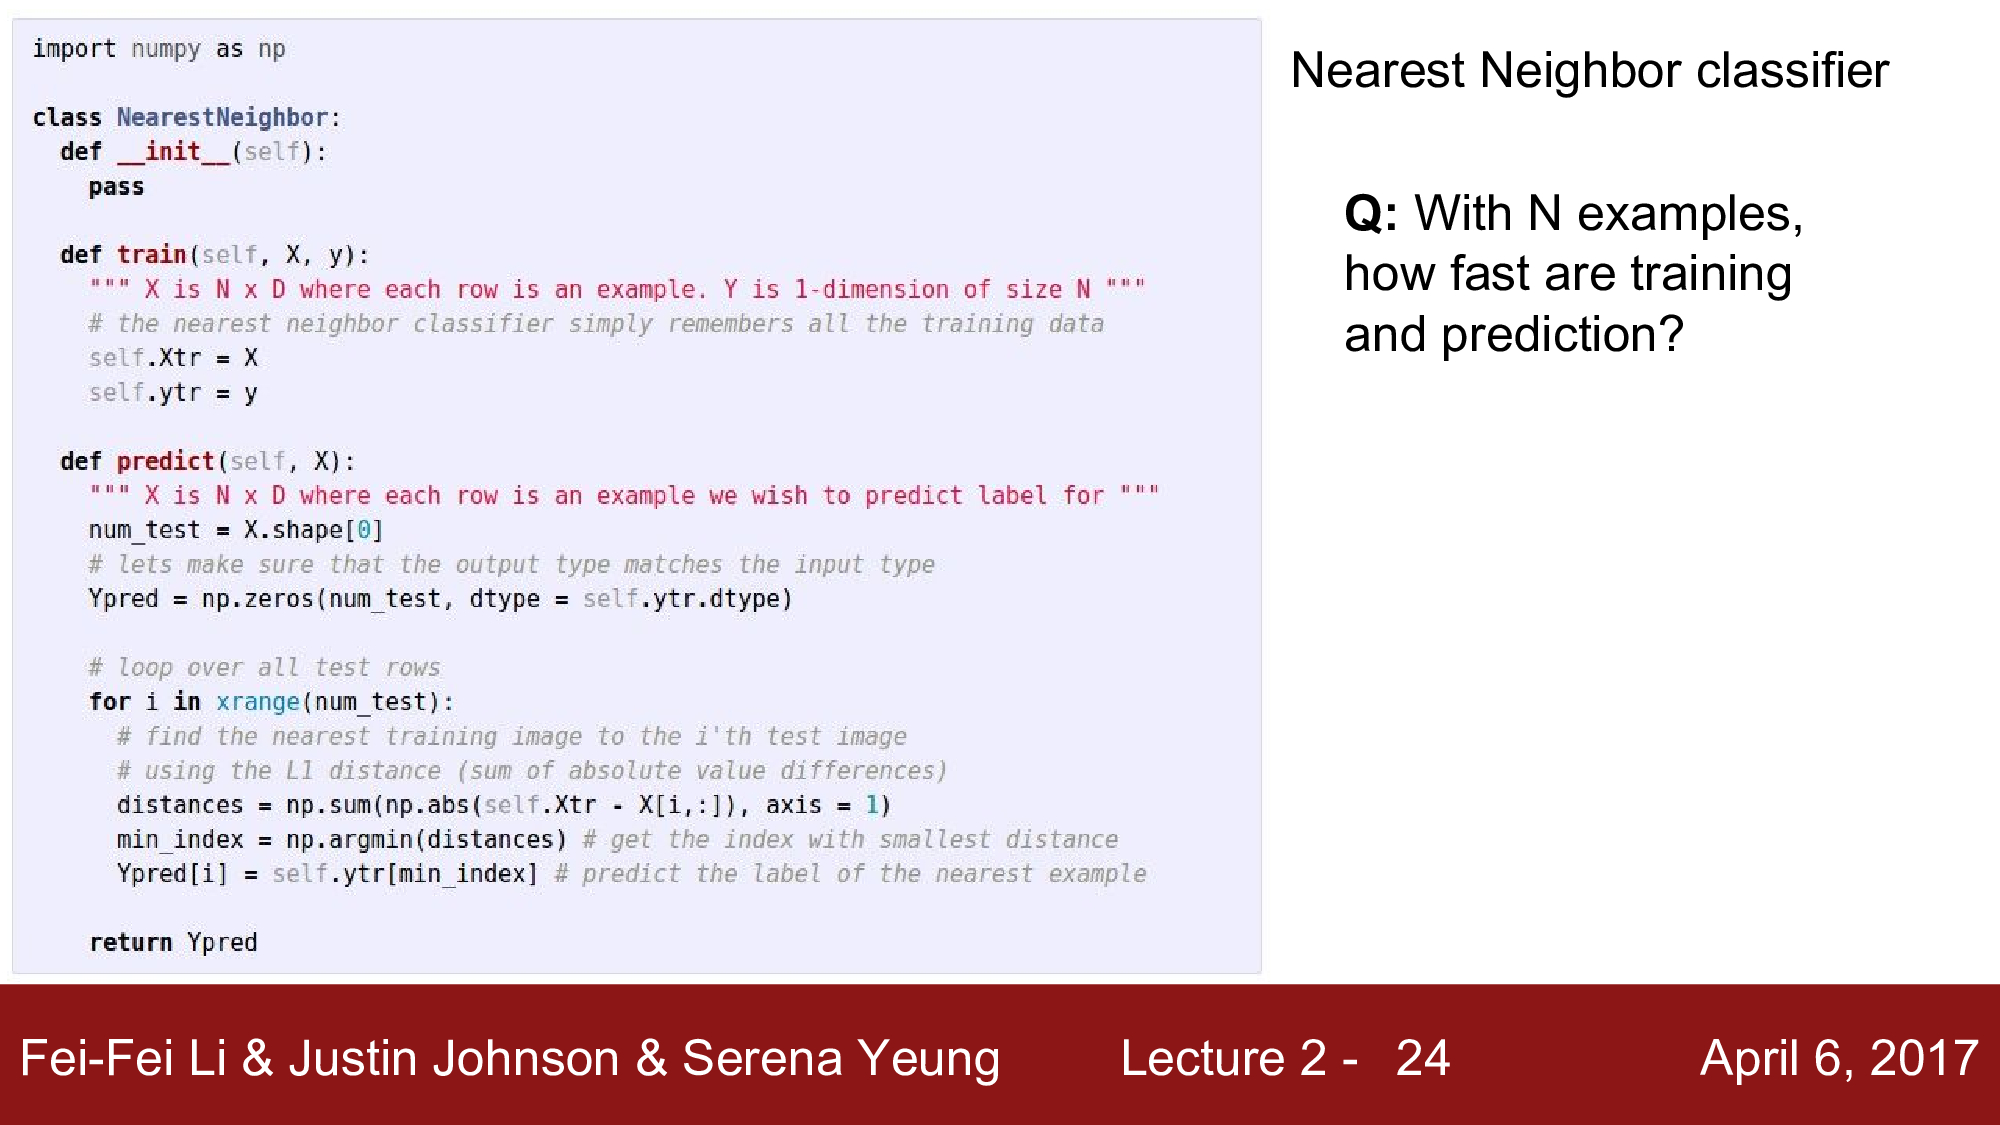 import numpy as np
class NearestNeighbor:
def __init__(self):
pass
def train(self, X, y):
""" X is N x D where each row is an example. Y is 1-dimension of size N """
# the nearest neighbor classifier simply remembers all the training data
self.Xtr = X
self.ytr = y
def predict(self, X):
""" X is N x D where each row is an example we wish to predict label for """
num_test = X.shape[0]
# lets make sure that the output type matches the input type
Ypred = np.zeros(num_test, dtype = self.ytr.dtype)
# loop over all test rows
for i in xrange(num_test):
# find the nearest training image to the i'th test image
# using the L1 distance (sum of absolute value differences)
distances = np.sum(np.abs(self.Xtr - X[i,:]), axis = 1)
min_index = np.argmin(distances) # get the index with smallest distance
Ypred[i] = self.ytr[min_index] # predict the label of the nearest example
return Ypred
Nearest Neighbor classifier
Q: With N examples,
how fast are training
and prediction?
Fei-Fei Li & Justin Johnson & Serena Yeung Lecture 2 - 24 April 6, 2017